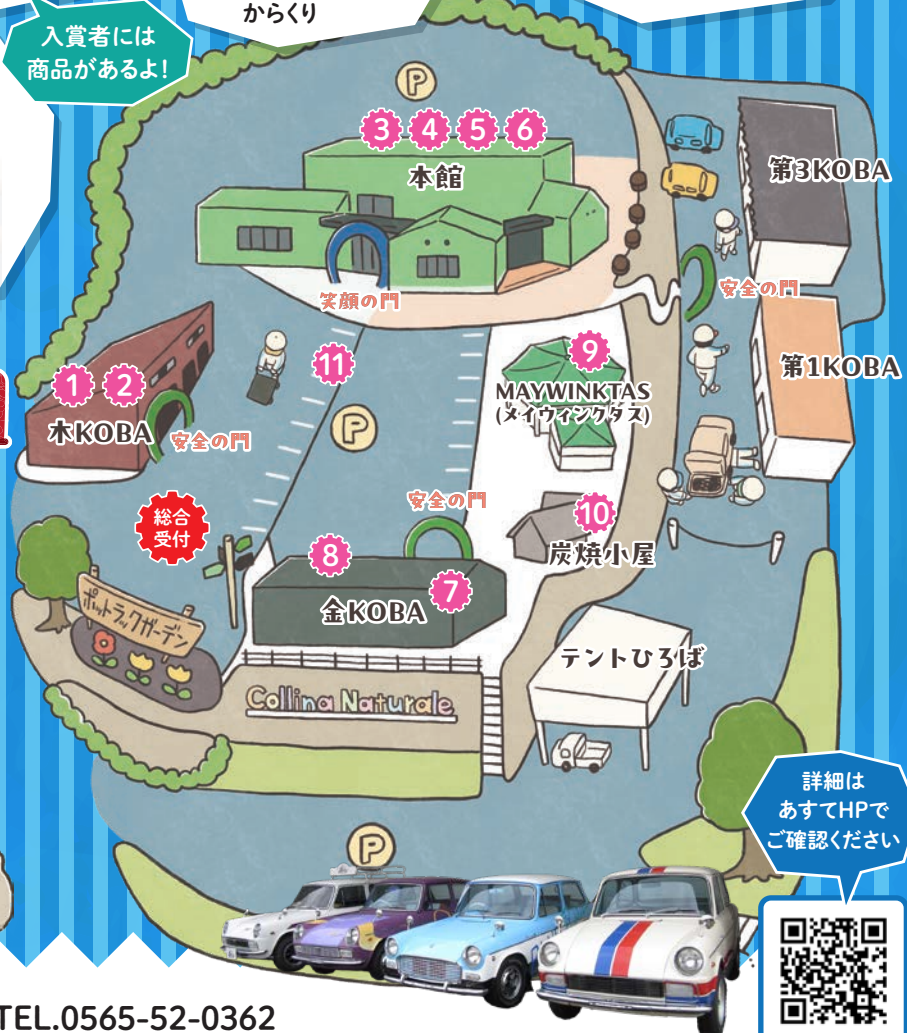 からくり
入賞者には
商品があるよ!
P
3 4 5 6
本館
第3KOBA
笑顔の門
安全の門
11
9
MAYWINKTAS
(メイウィンクタス)
第1KOBA
1 2
木KOBA
安全の門
P
総合
受付
安全の門
10
炭焼小屋
8
7
金KOBA
ポットラックガーデン
テントひろば
Collina Naturale
詳細は
あすてHPで
ご確認ください
P
TEL.0565-52-0362